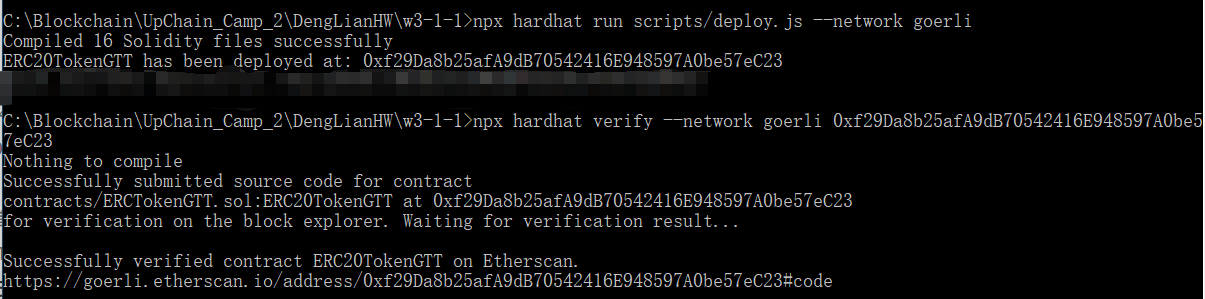 C:\Blockchain\UpChain_Camp_2\DengLianHW\w3-1-1>npx hardhat run scripts/deploy.js --network goerli
Compiled 16 Solidity files successfully
ERC20TokenGTT has been deployed at: 0xf29Da8b25afA9dB70542416E948597A0be57eC23
C:\Blockchain\UpChain_Camp_2\DengLianHW\w3-1-1>npx hardhat verify --network goerli 0xf29Da8b25afA9dB70542416E948597A0be5
7eC23
Nothing to compile
Successfully submitted source code for contract
contracts/ERCTokenGTT.sol:ERC20TokenGTT at 0xf29Da8b25afA9dB70542416E948597A0be57eC23
for verification on the block explorer. Waiting for verification result...
Successfully verified contract ERC20TokenGTT on Etherscan.
https://goerli.etherscan.io/address/0xf29Da8b25afA9dB70542416E948597A0be57eC23#code